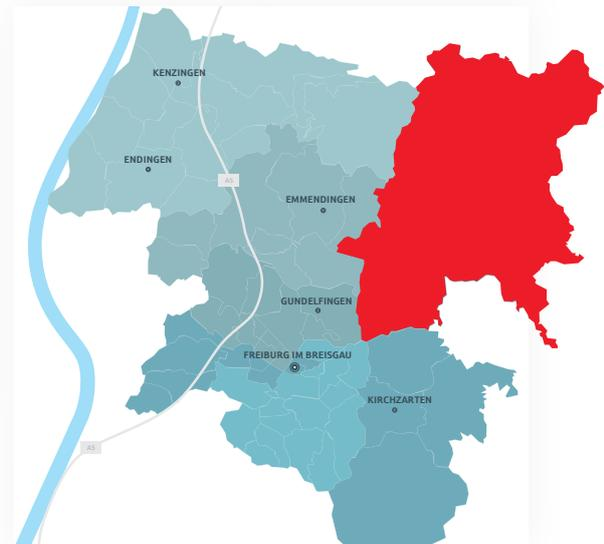 KENZINGEN
ENDINGEN
A5
EMMENDINGEN
GUNDELFINGEN
FREIBURG IM BREISGAU
KIRCHZARTEN
A5